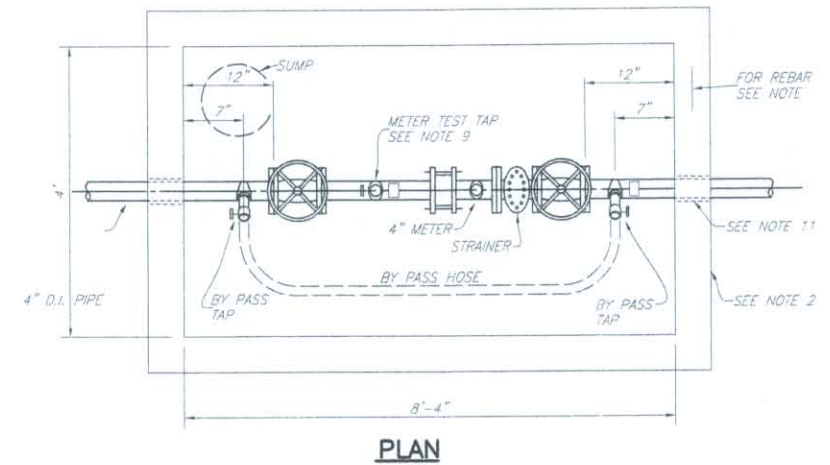 SUMP
12"
12"
FOR REBAR
SEE NOTE
7"
7"
METER TEST TAP
SEE NOTE 9
4'
4" METER
STRAINER
SEE NOTE 11
BY PASS HOSE
4" D.I. PIPE
BY PASS
TAP
BY PASS
TAP
SEE NOTE 2
8'-4"
PLAN